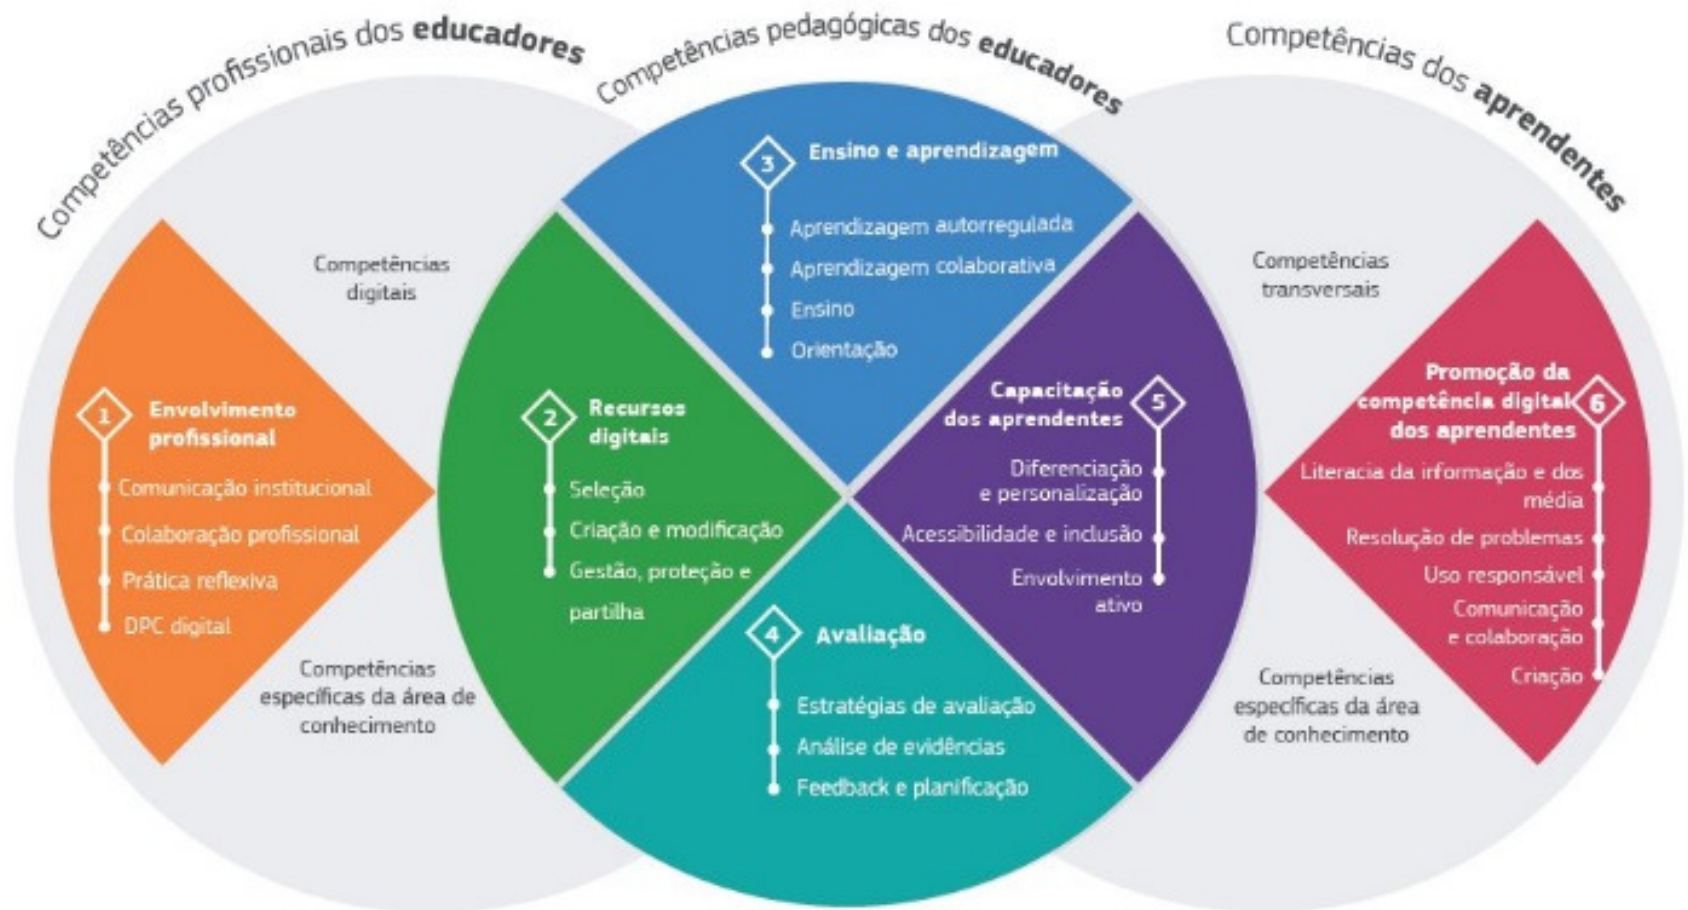 Competências profissionais dos educadores
Competências pedagógicas dos educadores
Competências dos aprendentes
Competências
digitais
Competências
específicas da área de
conhecimento
1
Envolvimento
profissional
Comunicação institucional
Colaboração profissional
Prática reflexiva
DPC digital
2
Recursos
digitais
Seleção
Criação e modificação
Gestão, proteção e
partilha
3
Ensino e aprendizagem
Aprendizagem autorregulada
Aprendizagem colaborativa
Ensino
Orientação
4
Avaliação
Estratégias de avaliação
Análise de evidências
Feedback e planificação
5
Capacitação
dos aprendentes
Diferenciação
e personalização
Acessibilidade e inclusão
Envolvimento
ativo
Competências
transversais
Competências
específicas da área
de conhecimento
6
Promoção da
competência digital
dos aprendentes
Literacia da informação e dos
média
Resolução de problemas
Uso responsável
Comunicação
e colaboração
Criação